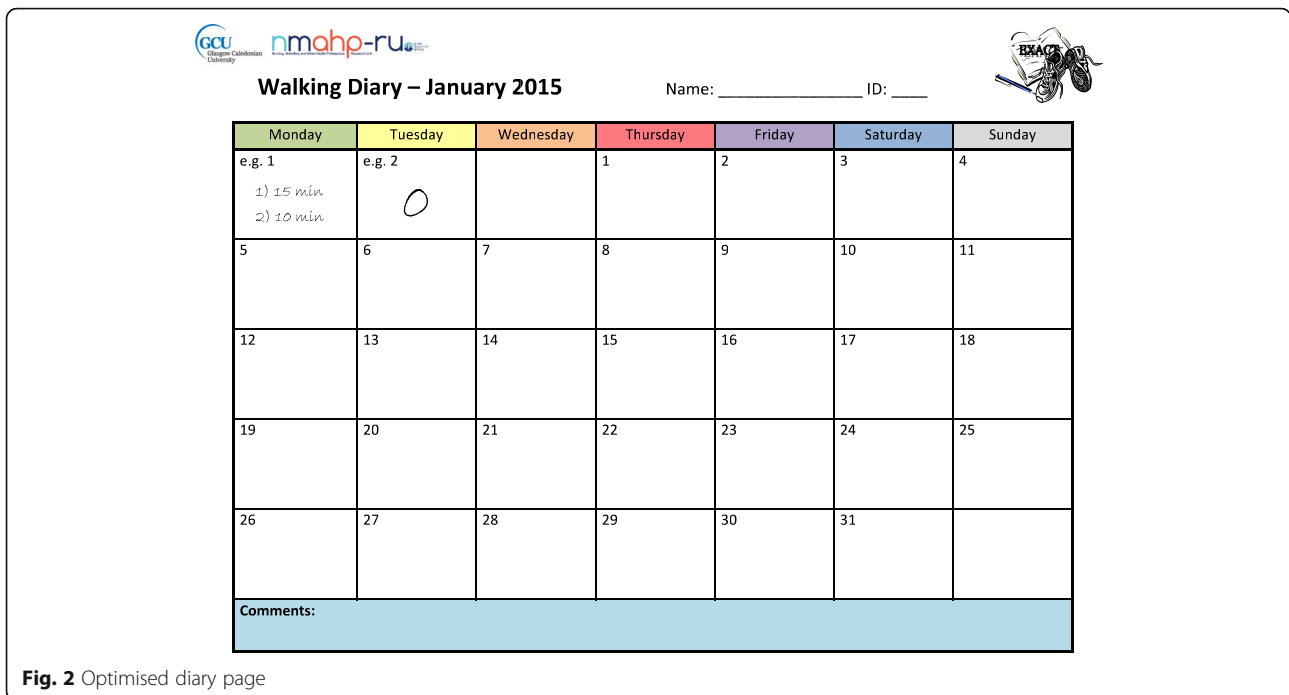 GCU
Glasgow Caledonian
University
nmahp-ru
EXACT
Walking Diary – January 2015 Name: _______________ ID: ____
Monday Tuesday Wednesday Thursday Friday Saturday Sunday
e.g. 1 e.g. 2 1 2 3 4
1) 15 min
2) 10 min
0
5 6 7 8 9 10 11
12 13 14 15 16 17 18
19 20 21 22 23 24 25
26 27 28 29 30 31
Comments:
Fig. 2 Optimised diary page